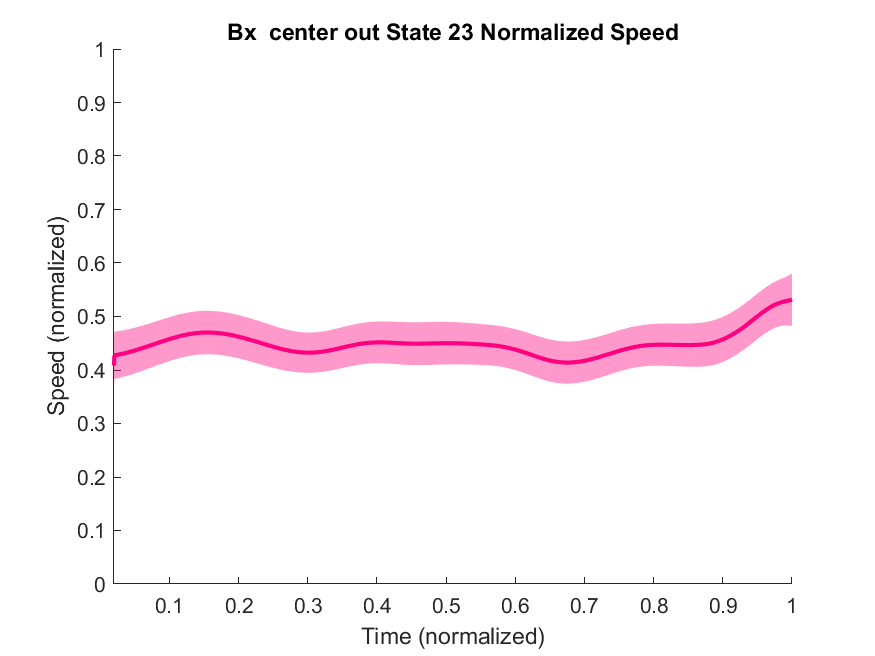 Bx  center out State 23 Normalized Speed
1
0.9
0.8
0.7
0.6
0.5
0.4
0.3
0.2
0.1
0
Speed (normalized)
0.1 0.2 0.3 0.4 0.5 0.6 0.7 0.8 0.9 1
Time (normalized)